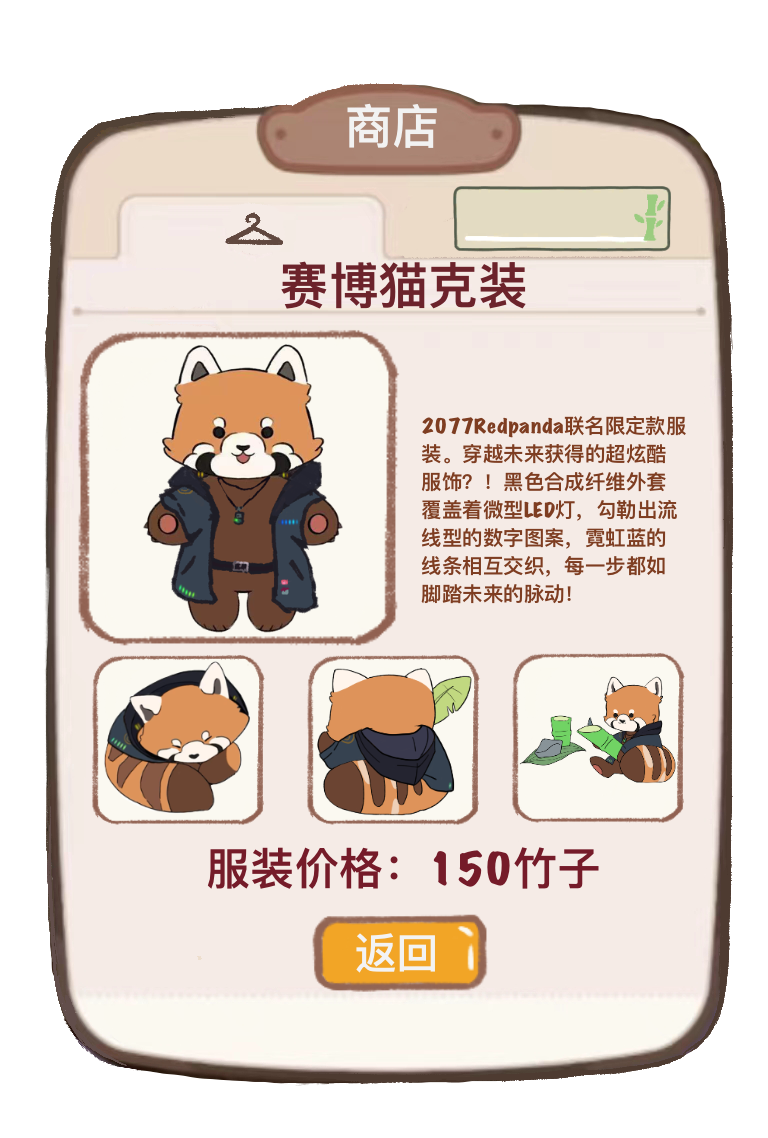 商店
赛博猫克装
2077Redpanda联名限定款服
装。穿越未来获得的超炫酷
服饰？！黑色合成纤维外套
覆盖着微型LED灯，勾勒出流
线型的数字图案，霓虹蓝的
线条相互交织，每一步都如
脚踏未来的脉动！
服装价格：150竹子
返回